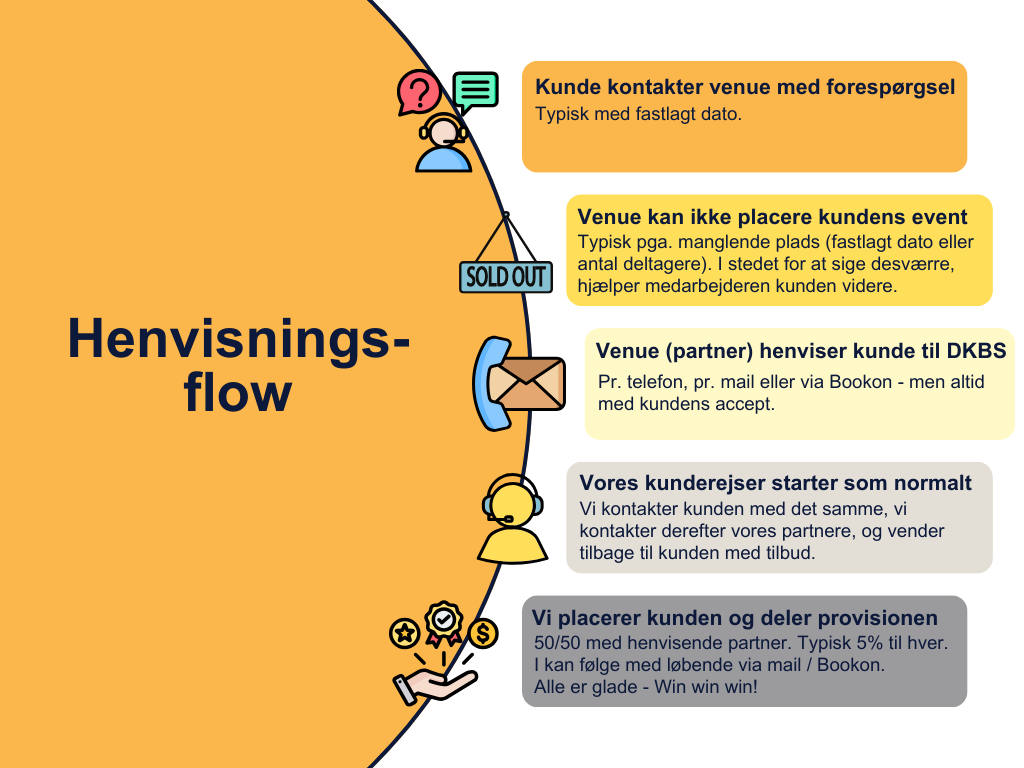 Henvisnings-
flow
Kunde kontakter venue med forespørgsel
Typisk med fastlagt dato.
SOLD OUT
Venue kan ikke placere kundens event
Typisk pga. manglende plads (fastlagt dato eller
antal deltagere). I stedet for at sige desværre,
hjælper medarbejderen kunden videre.
Venue (partner) henviser kunde til DKBS
Pr. telefon, pr. mail eller via Bookon - men altid
med kundens accept.
Vores kunderejser starter som normalt
Vi kontakter kunden med det samme, vi
kontakter derefter vores partnere, og vender
tilbage til kunden med tilbud.
Vi placerer kunden og deler provisionen
50/50 med henvisende partner. Typisk 5% til hver.
I kan følge med løbende via mail / Bookon.
Alle er glade - Win win win!